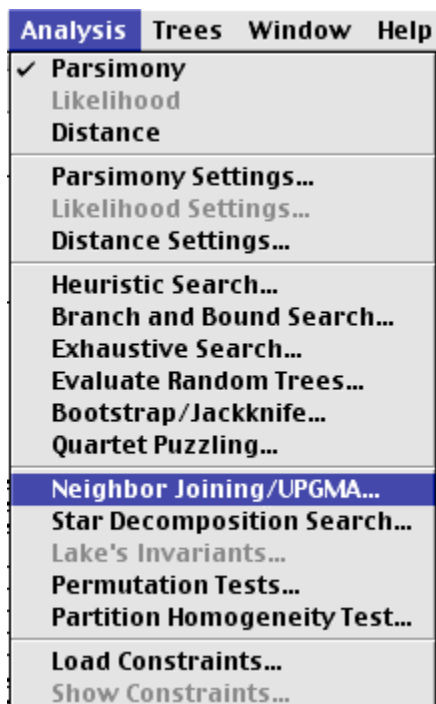 Analysis Trees Window Help
✓ Parsimony
Likelihood
Distance
Parsimony Settings...
Likelihood Settings...
Distance Settings...
Heuristic Search...
Branch and Bound Search...
Exhaustive Search...
Evaluate Random Trees...
Bootstrap/Jackknife...
Quartet Puzzling...
Neighbor Joining/UPGMA...
Star Decomposition Search...
Lake's Invariants...
Permutation Tests...
Partition Homogeneity Test...
Load Constraints...
Show Constraints...